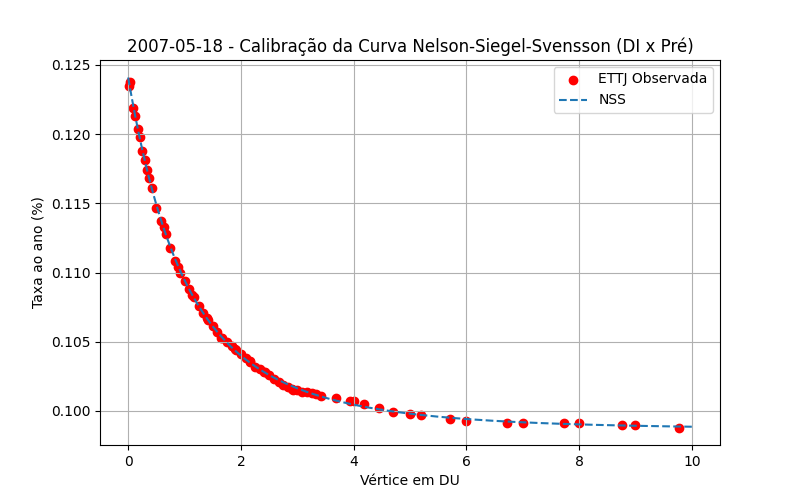 2007-05-18 - Calibração da Curva Nelson-Siegel-Svensson (DI x Pré)
ETTJ Observada
NSS
Taxa ao ano (%)
0.125
0.120
0.115
0.110
0.105
0.100
0
2
4
6
8
10
Vértice em DU